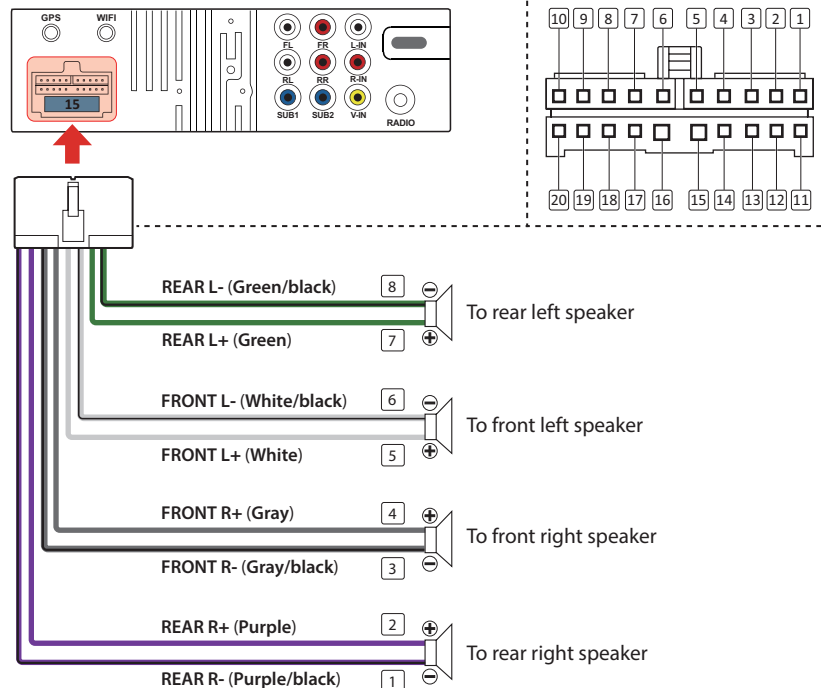 GPS WIFI
FL FR L-IN
RL RR R-IN
SUB1 SUB2 V-IN RADIO
15
10 9 8 7 6 5 4 3 2 1
20 19 18 17 16 15 14 13 12 11
REAR L- (Green/black) 8 ⊖
To rear left speaker
REAR L+ (Green) 7 ⊕
FRONT L- (White/black) 6 ⊖
To front left speaker
FRONT L+ (White) 5 ⊕
FRONT R+ (Gray) 4 ⊕
To front right speaker
FRONT R- (Gray/black) 3 ⊖
REAR R+ (Purple) 2 ⊕
To rear right speaker
REAR R- (Purple/black) 1 ⊖